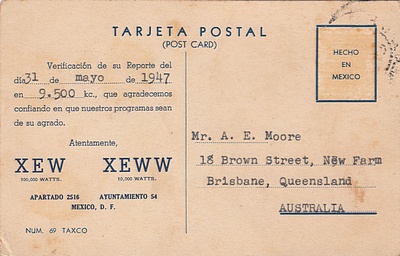 TARJETA POSTAL
(POST CARD)
HECHO
EN
MEXICO
Verificación de su Reporte del
día 31 de mayo de 1947
en 9.500 kc., que agradecemos
confiando en que nuestros programas sean
de su agrado.
Atentamente,
XEW XEWW
100,000 WATTS. 10,000 WATTS.
APARTADO 2516 AYUNTAMIENTO 54
MEXICO, D. F.
NUM. 69 TAXCO
Mr. A. E. Moore
18 Brown Street, New Farm
Brisbane, Queensland
AUSTRALIA